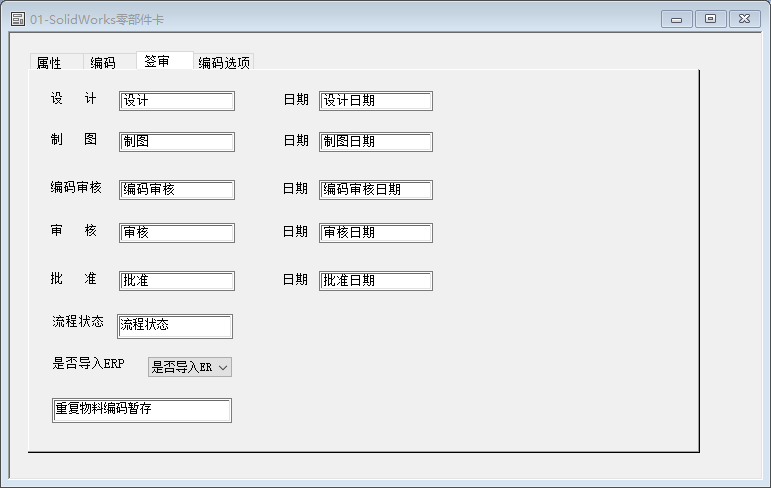 01-SolidWorks零部件卡
属性 编码 签审 编码选项
设 计 设计 日期 设计日期
制 图 制图 日期 制图日期
编码审核 编码审核 日期 编码审核日期
审 核 审核 日期 审核日期
批 准 批准 日期 批准日期
流程状态 流程状态
是否导入ERP 是否导入ER
重复物料编码暂存